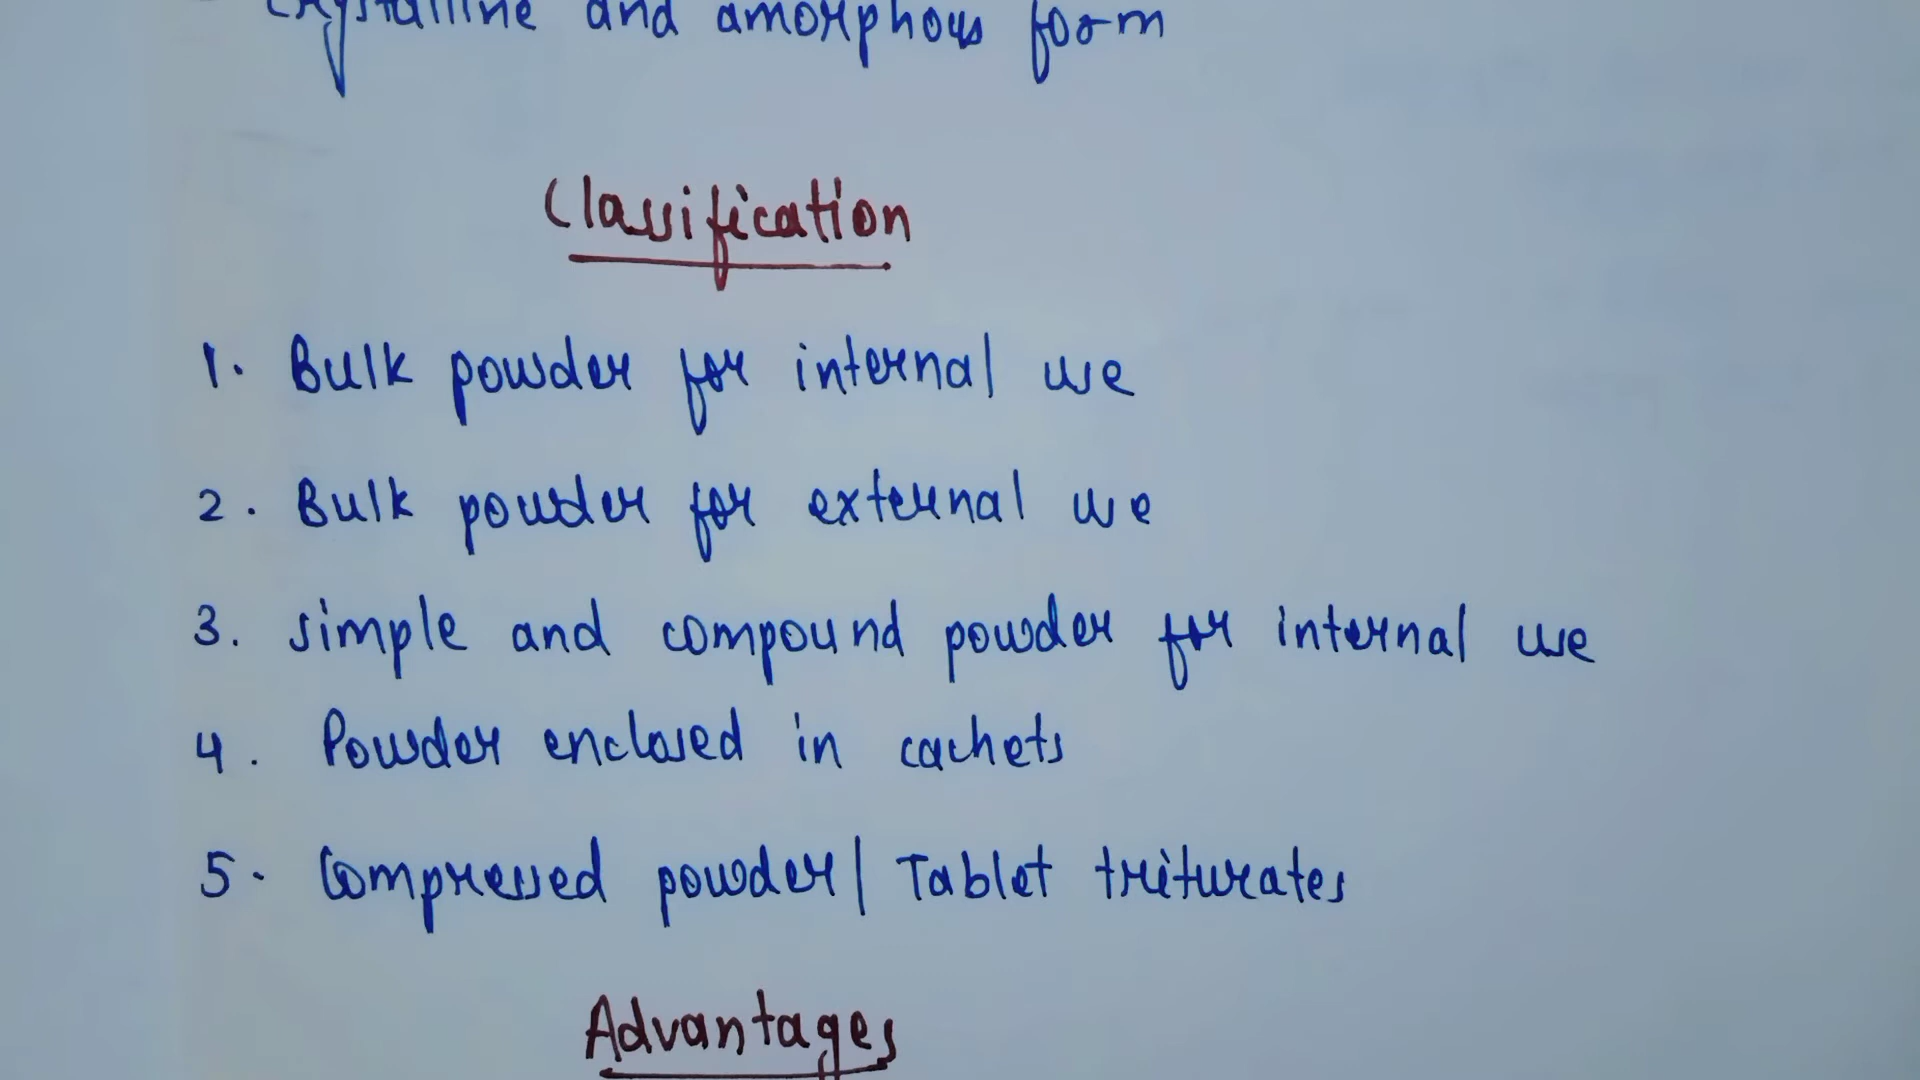 crystalline and amorphous form
Classification
1. Bulk powder for internal use
2. Bulk powder for external use
3. simple and compound powder for internal use
4. Powder enclosed in cachets
5. Compressed powder/ Tablet triturates
Advantages